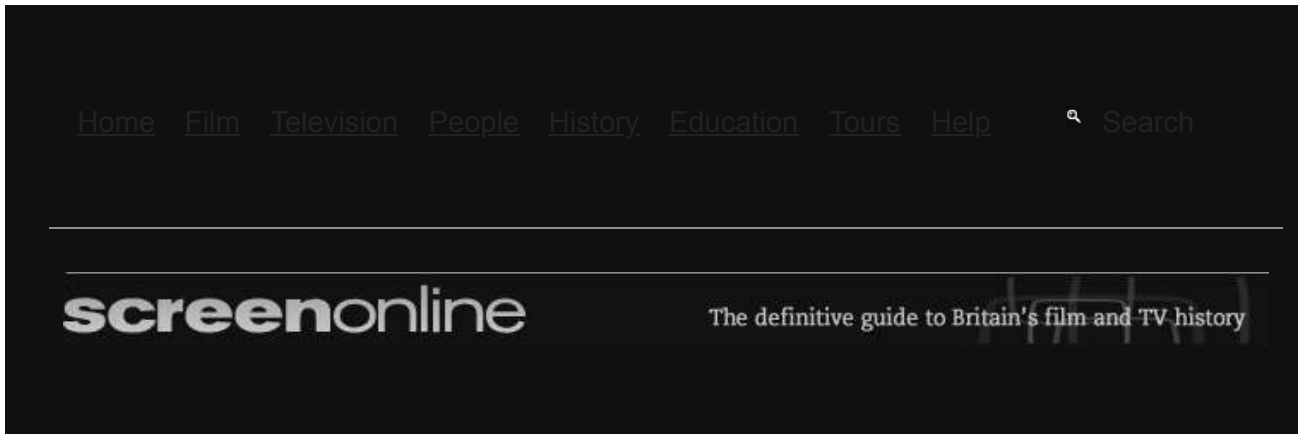 Home Film Television People History Education Tours Help Search
screenonline
The definitive guide to Britain's film and TV history